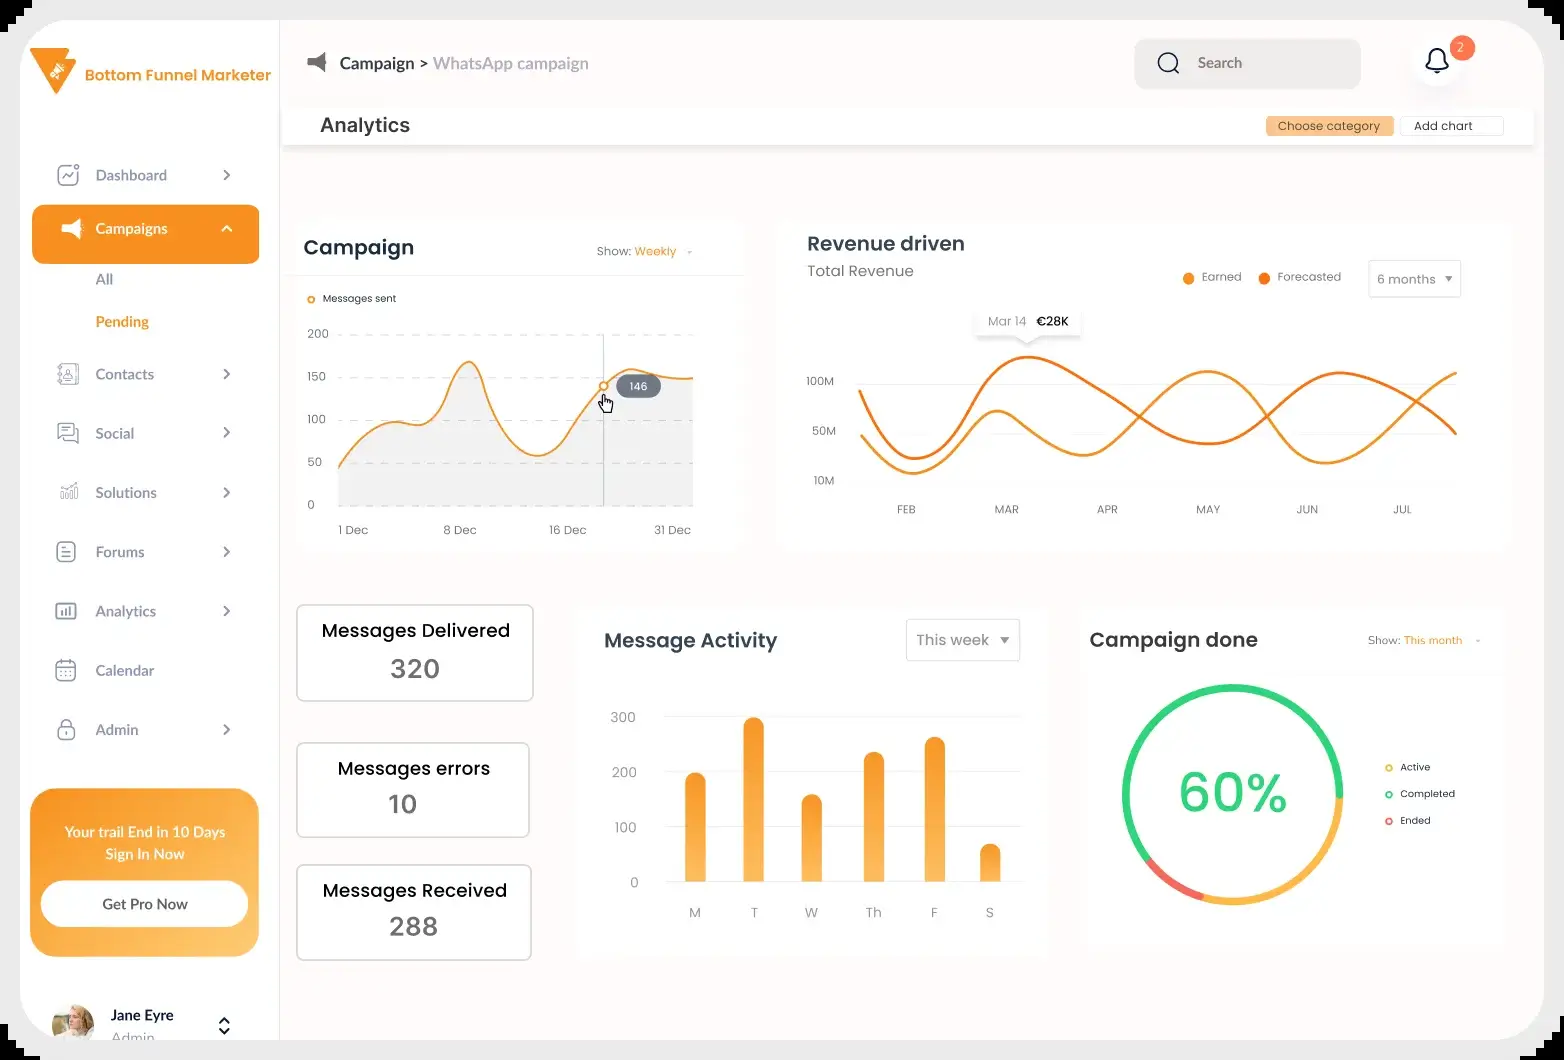 Bottom Funnel Marketer
Campaign > WhatsApp campaign
Search
2
Analytics
Choose category
Add chart
Dashboard
Campaigns
All
Pending
Contacts
Social
Solutions
Forums
Analytics
Calendar
Admin
Your trail End in 10 Days
Sign In Now
Get Pro Now
Jane Eyre
Admin
Campaign
Show: Weekly
Messages sent
200
150
100
50
0
146
1 Dec
8 Dec
16 Dec
31 Dec
Revenue driven
Total Revenue
Earned
Forecasted
6 months
Mar 14 €28K
100M
50M
10M
FEB
MAR
APR
MAY
JUN
JUL
Messages Delivered
320
Messages errors
10
Messages Received
288
Message Activity
This week
300
200
100
0
M
T
W
Th
F
S
Campaign done
Show: This month
60%
Active
Completed
Ended